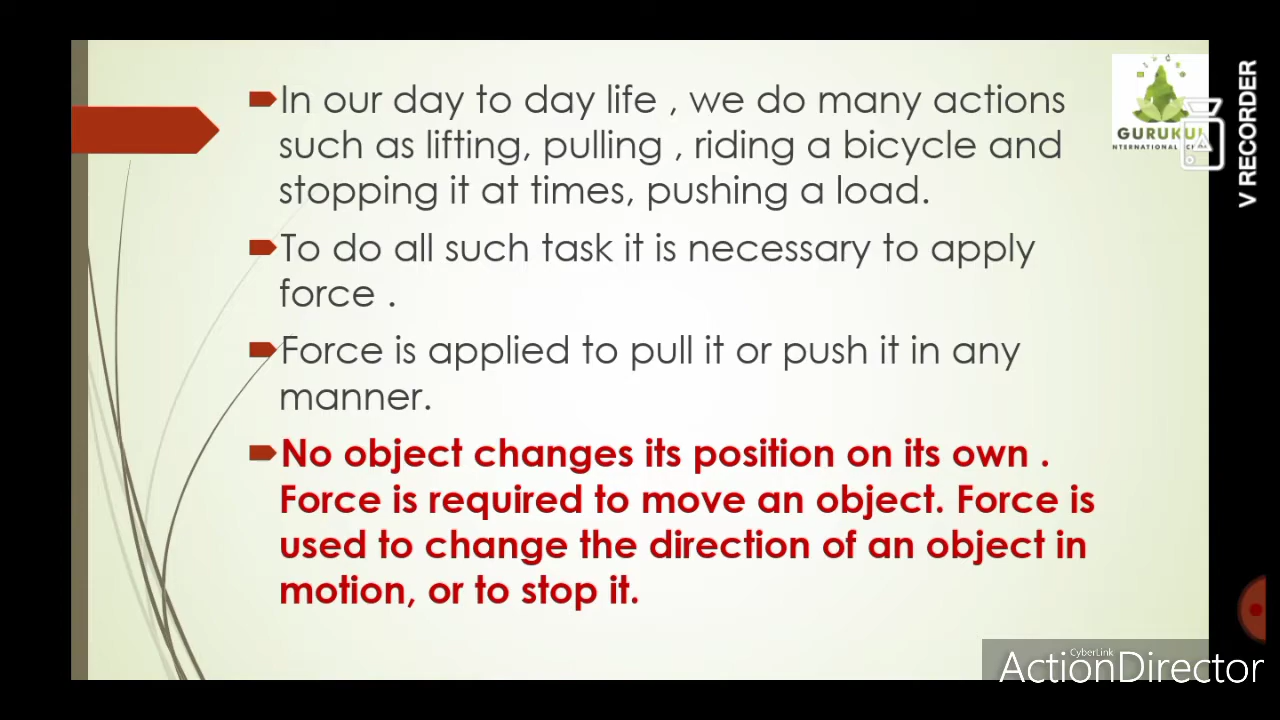 In our day to day life , we do many actions
such as lifting, pulling , riding a bicycle and
stopping it at times, pushing a load.
To do all such task it is necessary to apply
force .
Force is applied to pull it or push it in any
manner.
No object changes its position on its own .
Force is required to move an object. Force is
used to change the direction of an object in
motion, or to stop it.
GURUKUL
V RECORDER
CyberLink
ActionDirector